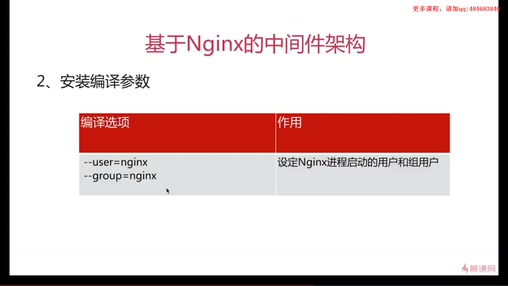 更多课程，请加qq:484683840
基于Nginx的中间件架构
2、安装编译参数
编译选项 作用
--user=nginx 设定Nginx进程启动的用户和组用户
--group=nginx
慕课网